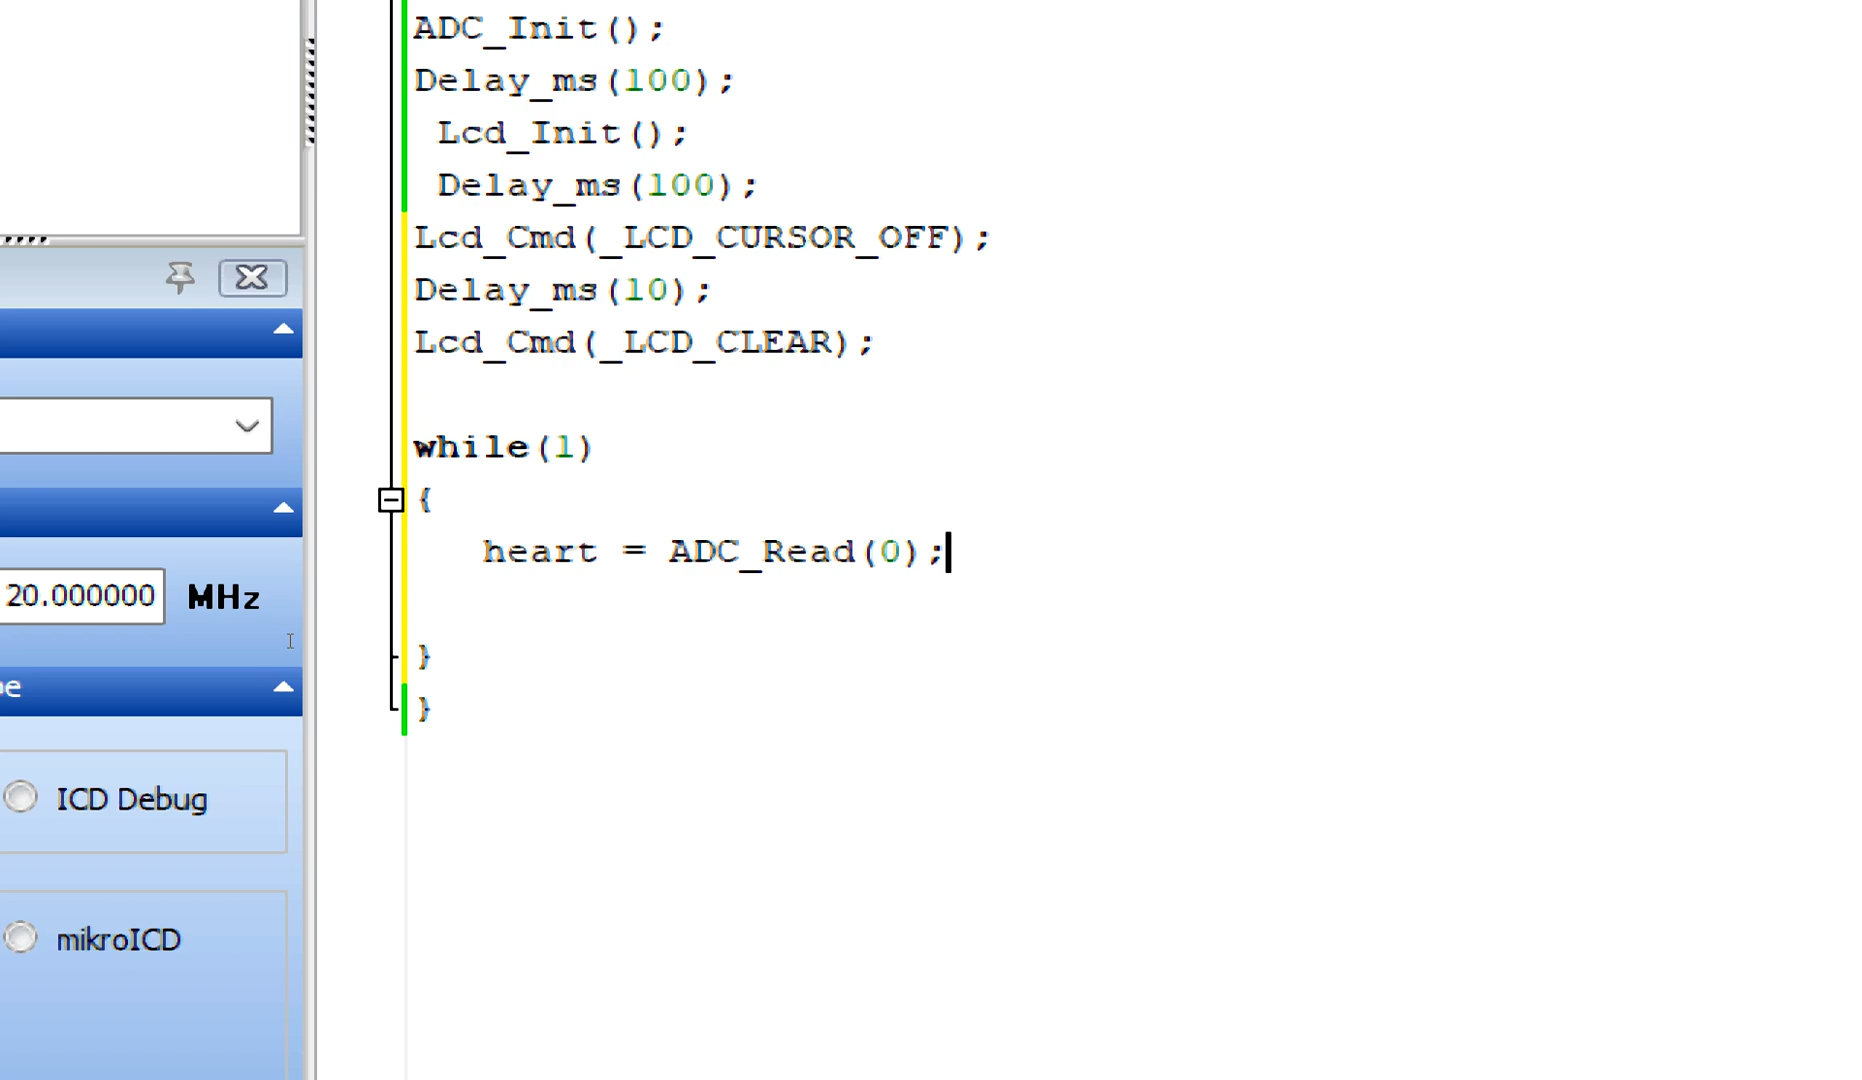 ADC_Init();
Delay_ms(100);
Lcd_Init();
Delay_ms(100);
Lcd_Cmd(_LCD_CURSOR_OFF);
Delay_ms(10);
Lcd_Cmd(_LCD_CLEAR);
while(1)
{
heart = ADC_Read(0);
}
}
20.000000 MHz
ICD Debug
mikroICD